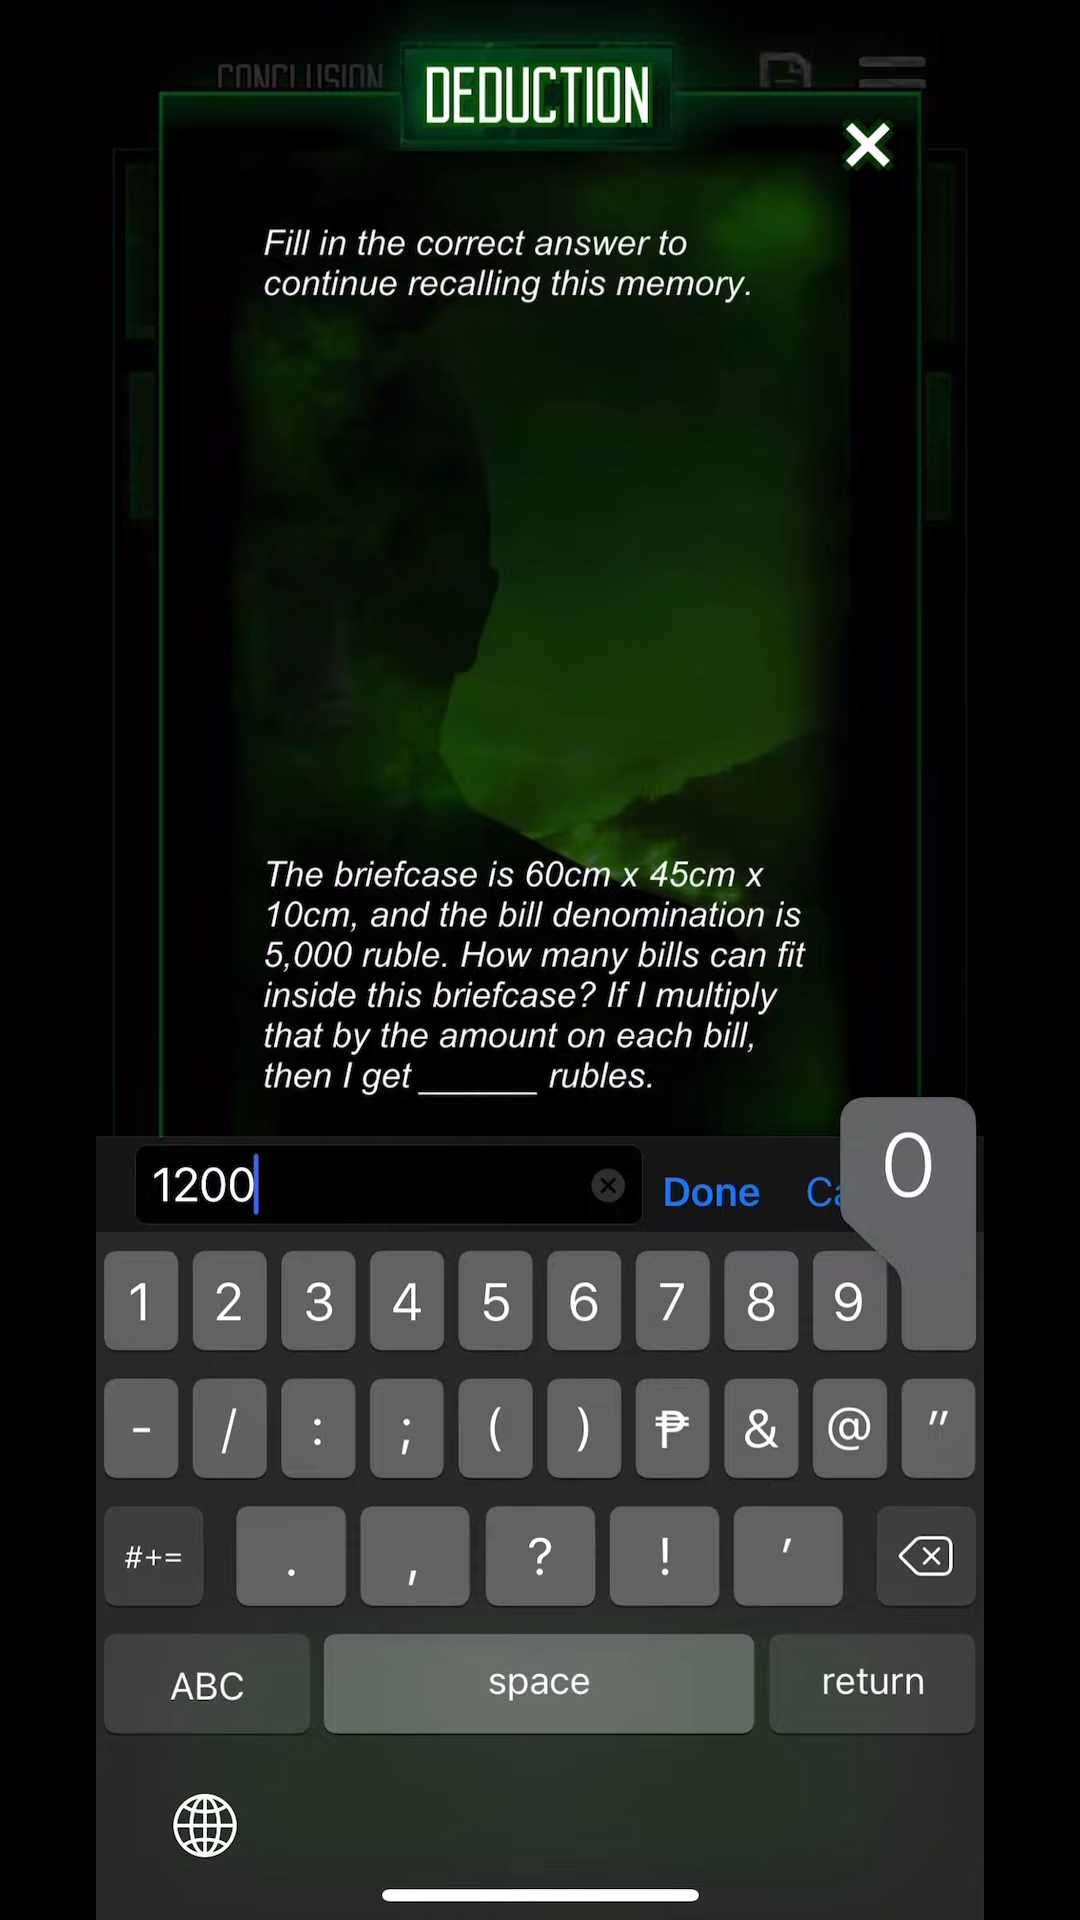 CONCLUSION
DEDUCTION
Fill in the correct answer to
continue recalling this memory.
The briefcase is 60cm x 45cm x
10cm, and the bill denomination is
5,000 ruble. How many bills can fit
inside this briefcase? If I multiply
that by the amount on each bill,
then I get ______ rubles.
1200
Done
Ca
0
1 2 3 4 5 6 7 8 9
- / : ; ( ) ₱ & @ "
#+= . , ? ! '
ABC space return